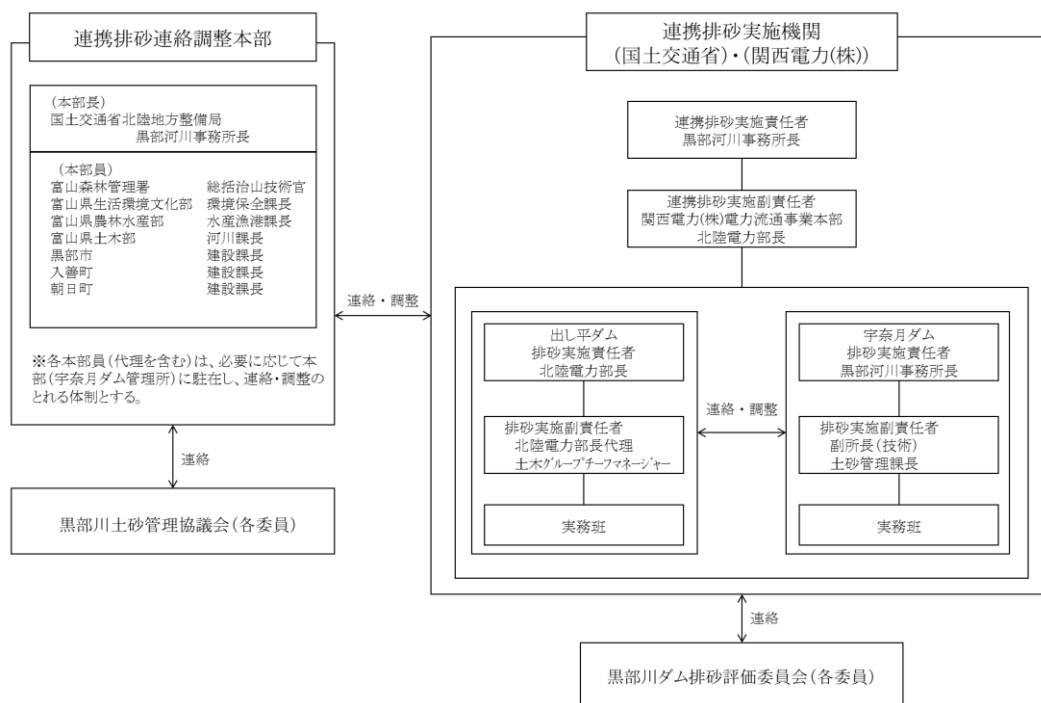 連携排砂連絡調整本部
(本部長)
国土交通省北陸地方整備局
黒部河川事務所長
(本部員)
富山森林管理署 総括治山技術官
富山県生活環境文化部 環境保全課長
富山県農林水産部 水産漁港課長
富山県土木部 河川課長
黒部市 建設課長
入善町 建設課長
朝日町 建設課長
※各本部員(代理を含む)は、必要に応じて本
部(宇奈月ダム管理所)に駐在し、連絡・調整の
とれる体制とする。
連絡
黒部川土砂管理協議会(各委員)
連絡・調整
連携排砂実施機関
(国土交通省)・(関西電力(株))
連携排砂実施責任者
黒部河川事務所長
連携排砂実施副責任者
関西電力(株)電力流通事業本部
北陸電力部長
出し平ダム
排砂実施責任者
北陸電力部長
排砂実施副責任者
北陸電力部長代理
土木グループチーフマネージャー
実務班
連絡・調整
宇奈月ダム
排砂実施責任者
黒部河川事務所長
排砂実施副責任者
副所長(技術)
土砂管理課長
実務班
連絡
黒部川ダム排砂評価委員会(各委員)